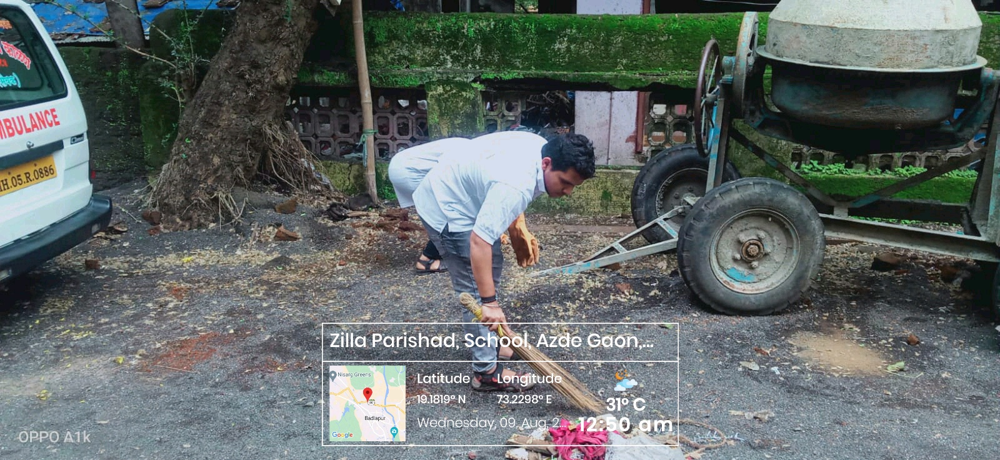 MBULANCE
MH.05.R.0886
Zilla Parishad, School, Azde Gaon,...
Nisarg Greens
Badlapur
Google
Latitude
Longitude
19.1819° N
73.2298° E
Wednesday, 09, Aug, 2...
31° C
12:50 am
OPPO A1k